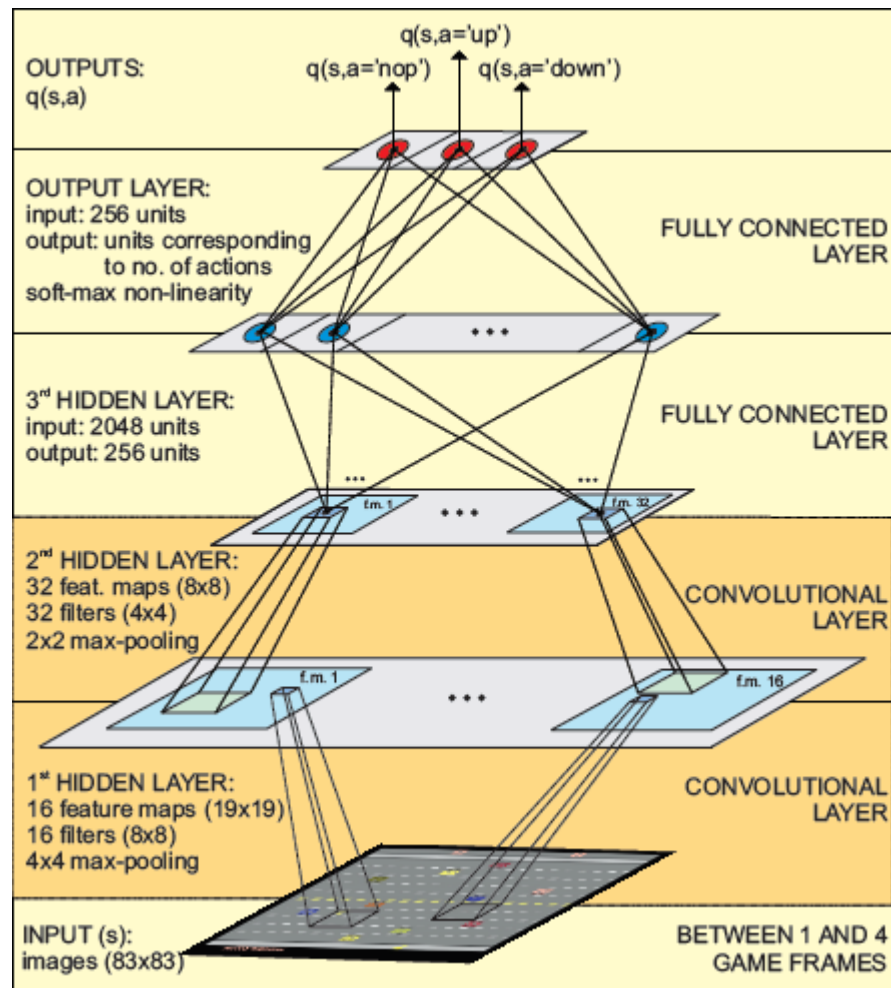 OUTPUTS:
q(s,a)
q(s,a='nop')
q(s,a='up')
q(s,a='down')
OUTPUT LAYER:
input: 256 units
output: units corresponding
to no. of actions
soft-max non-linearity
FULLY CONNECTED
LAYER
3rd HIDDEN LAYER:
input: 2048 units
output: 256 units
FULLY CONNECTED
LAYER
f.m. 1
f.m. 32
2nd HIDDEN LAYER:
32 feat. maps (8x8)
32 filters (4x4)
2x2 max-pooling
CONVOLUTIONAL
LAYER
f.m. 1
f.m. 16
1st HIDDEN LAYER:
16 feature maps (19x19)
16 filters (8x8)
4x4 max-pooling
CONVOLUTIONAL
LAYER
INPUT (s):
images (83x83)
BETWEEN 1 AND 4
GAME FRAMES